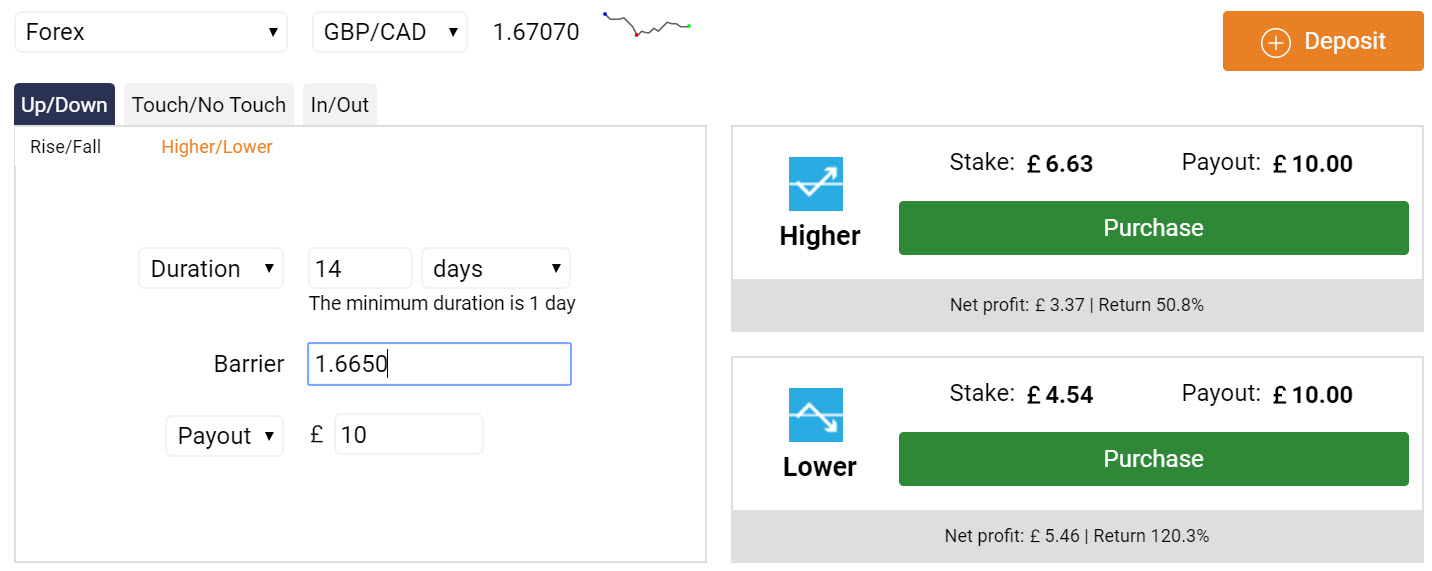 Forex ▼ GBP/CAD ▼ 1.67070
Deposit
Up/Down Touch/No Touch In/Out
Rise/Fall Higher/Lower
Duration ▼ 14 days ▼
The minimum duration is 1 day
Barrier 1.6650
Payout ▼ £ 10
Stake: £ 6.63 Payout: £ 10.00
Higher
Purchase
Net profit: £ 3.37 | Return 50.8%
Stake: £ 4.54 Payout: £ 10.00
Lower
Purchase
Net profit: £ 5.46 | Return 120.3%